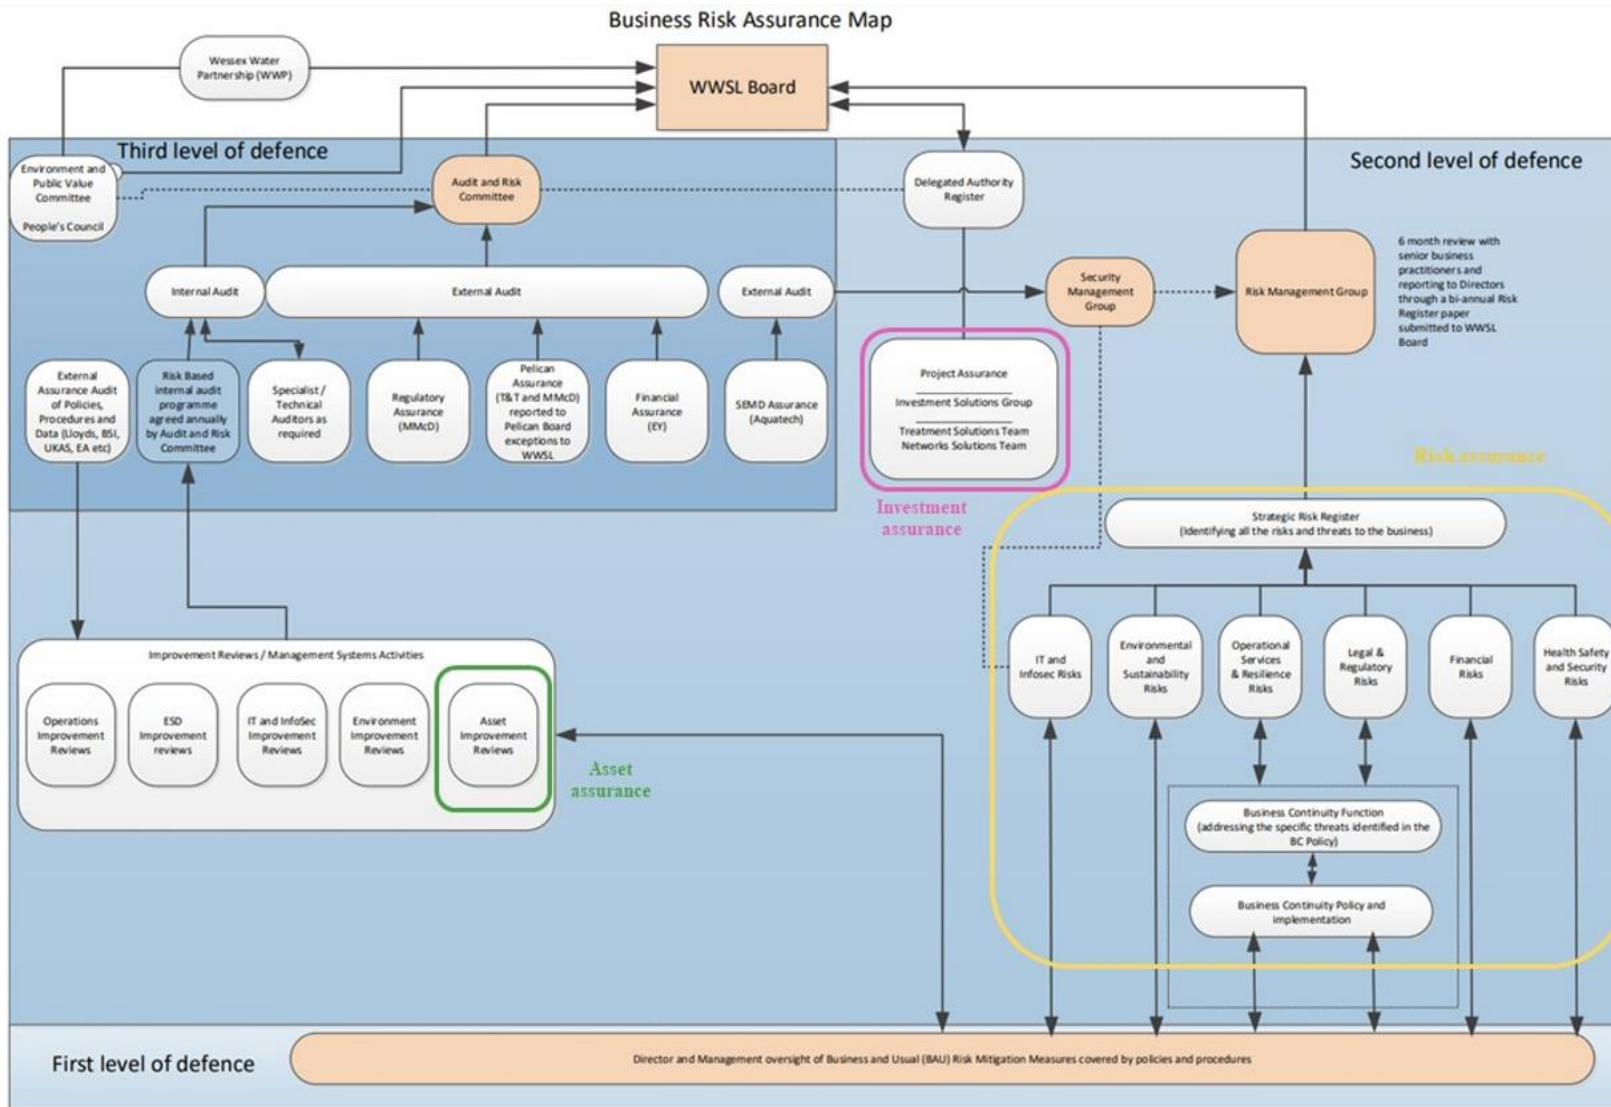 Business Risk Assurance Map
Wessex Water
Partnership (WWP)
WWSL Board
Third level of defence
Second level of defence
Environment and
Public Value
Committee
People's Council
Audit and Risk
Committee
Delegated Authority
Register
Internal Audit
External Audit
External Audit
Security
Management
Group
Risk Management Group
6 month review with
senior business
practitioners and
reporting to Directors
through a bi-annual Risk
Register paper
submitted to WWSL
Board
External
Assurance Audit
of Policies,
Procedures and
Data (Lloyds, BSI,
UKAS, EA etc)
Risk Based
internal audit
programme
agreed annually
by Audit and Risk
Committee
Specialist /
Technical
Auditors as
required
Regulatory
Assurance
(MMcD)
Pelican
Assurance
(T&T and MMcD)
reported to
Pelican Board
exceptions to
WWSL
Financial
Assurance
(EY)
SEMD Assurance
(Aquatech)
Project Assurance
Investment Solutions Group
Treatment Solutions Team
Networks Solutions Team
Investment
assurance
Risk assurance
Strategic Risk Register
(Identifying all the risks and threats to the business)
IT and
Infosec Risks
Environmental
and
Sustainability
Risks
Operational
Services
& Resilience
Risks
Legal &
Regulatory
Risks
Financial
Risks
Health Safety
and Security
Risks
Improvement Reviews / Management Systems Activities
Operations
Improvement
Reviews
ESD
Improvement
reviews
IT and InfoSec
Improvement
Reviews
Environment
Improvement
Reviews
Asset
Improvement
Reviews
Asset
assurance
Business Continuity Function
(addressing the specific threats identified in the
BC Policy)
Business Continuity Policy and
implementation
First level of defence
Director and Management oversight of Business and Usual (BAU) Risk Mitigation Measures covered by policies and procedures